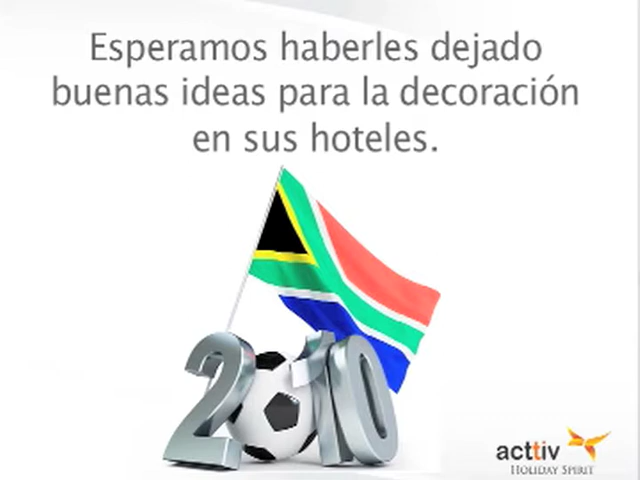 Esperamos haberles dejado
buenas ideas para la decoración
en sus hoteles.
2010
acttiv
HOLIDAY SPIRIT